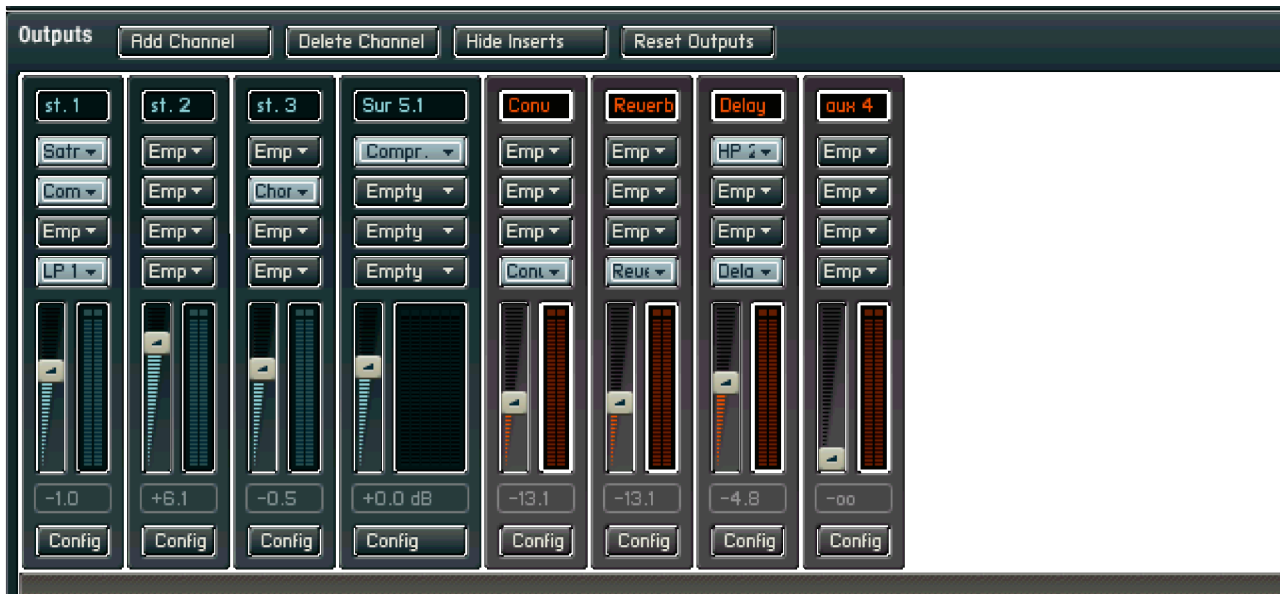 Outputs Add Channel Delete Channel Hide Inserts Reset Outputs
st. 1 st. 2 st. 3 Sur 5.1 Conv Reverb Delay aux 4
Satr Emp Emp Compr. Emp Emp HP 2 Emp
Com Emp Chor Empty Emp Emp Emp Emp
Emp Emp Emp Empty Emp Emp Emp Emp
LP 1 Emp Emp Empty Conv Reve Dela Emp
-1.0 +6.1 -0.5 +0.0 dB -13.1 -13.1 -4.8 -oo
Config Config Config Config Config Config Config Config